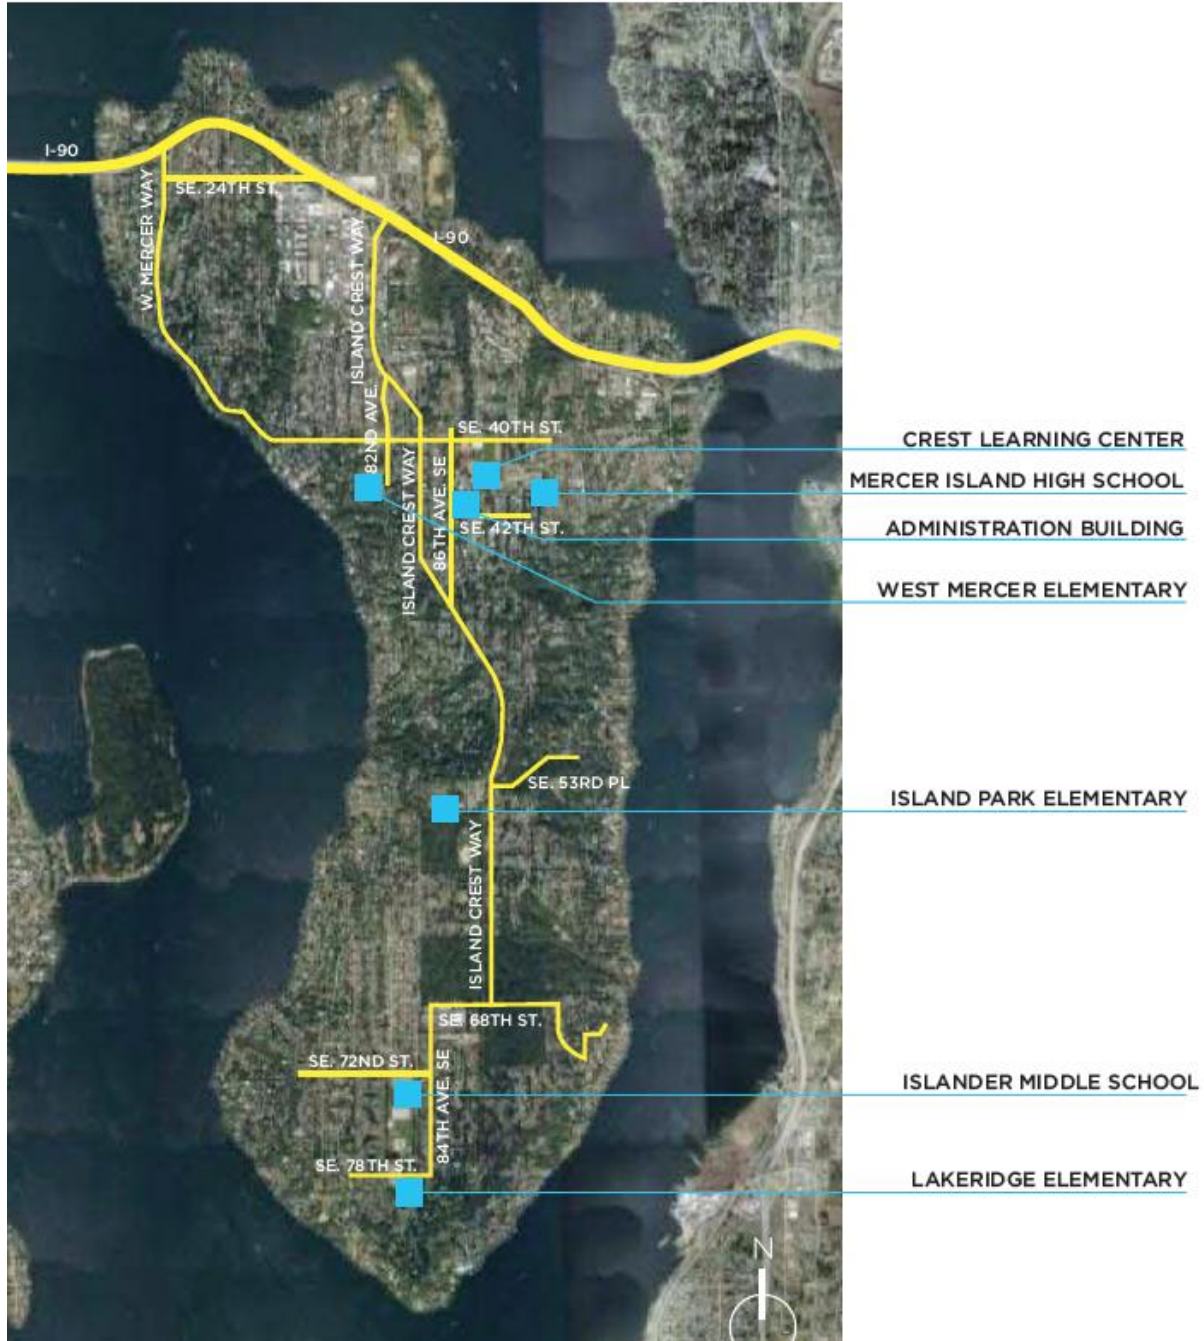 I-90
SE. 24TH ST.
W. MERCER WAY
ISLAND CREST WAY
I-90
82ND AVE.
SE. 40TH ST.
CREST LEARNING CENTER
ISLAND CREST WAY
86TH AVE. SE
MERCER ISLAND HIGH SCHOOL
SE. 42TH ST.
ADMINISTRATION BUILDING
WEST MERCER ELEMENTARY
SE. 53RD PL
ISLAND PARK ELEMENTARY
ISLAND CREST WAY
SE. 68TH ST.
SE. 72ND ST.
84TH AVE. SE
ISLANDER MIDDLE SCHOOL
SE. 78TH ST.
LAKERIDGE ELEMENTARY
N